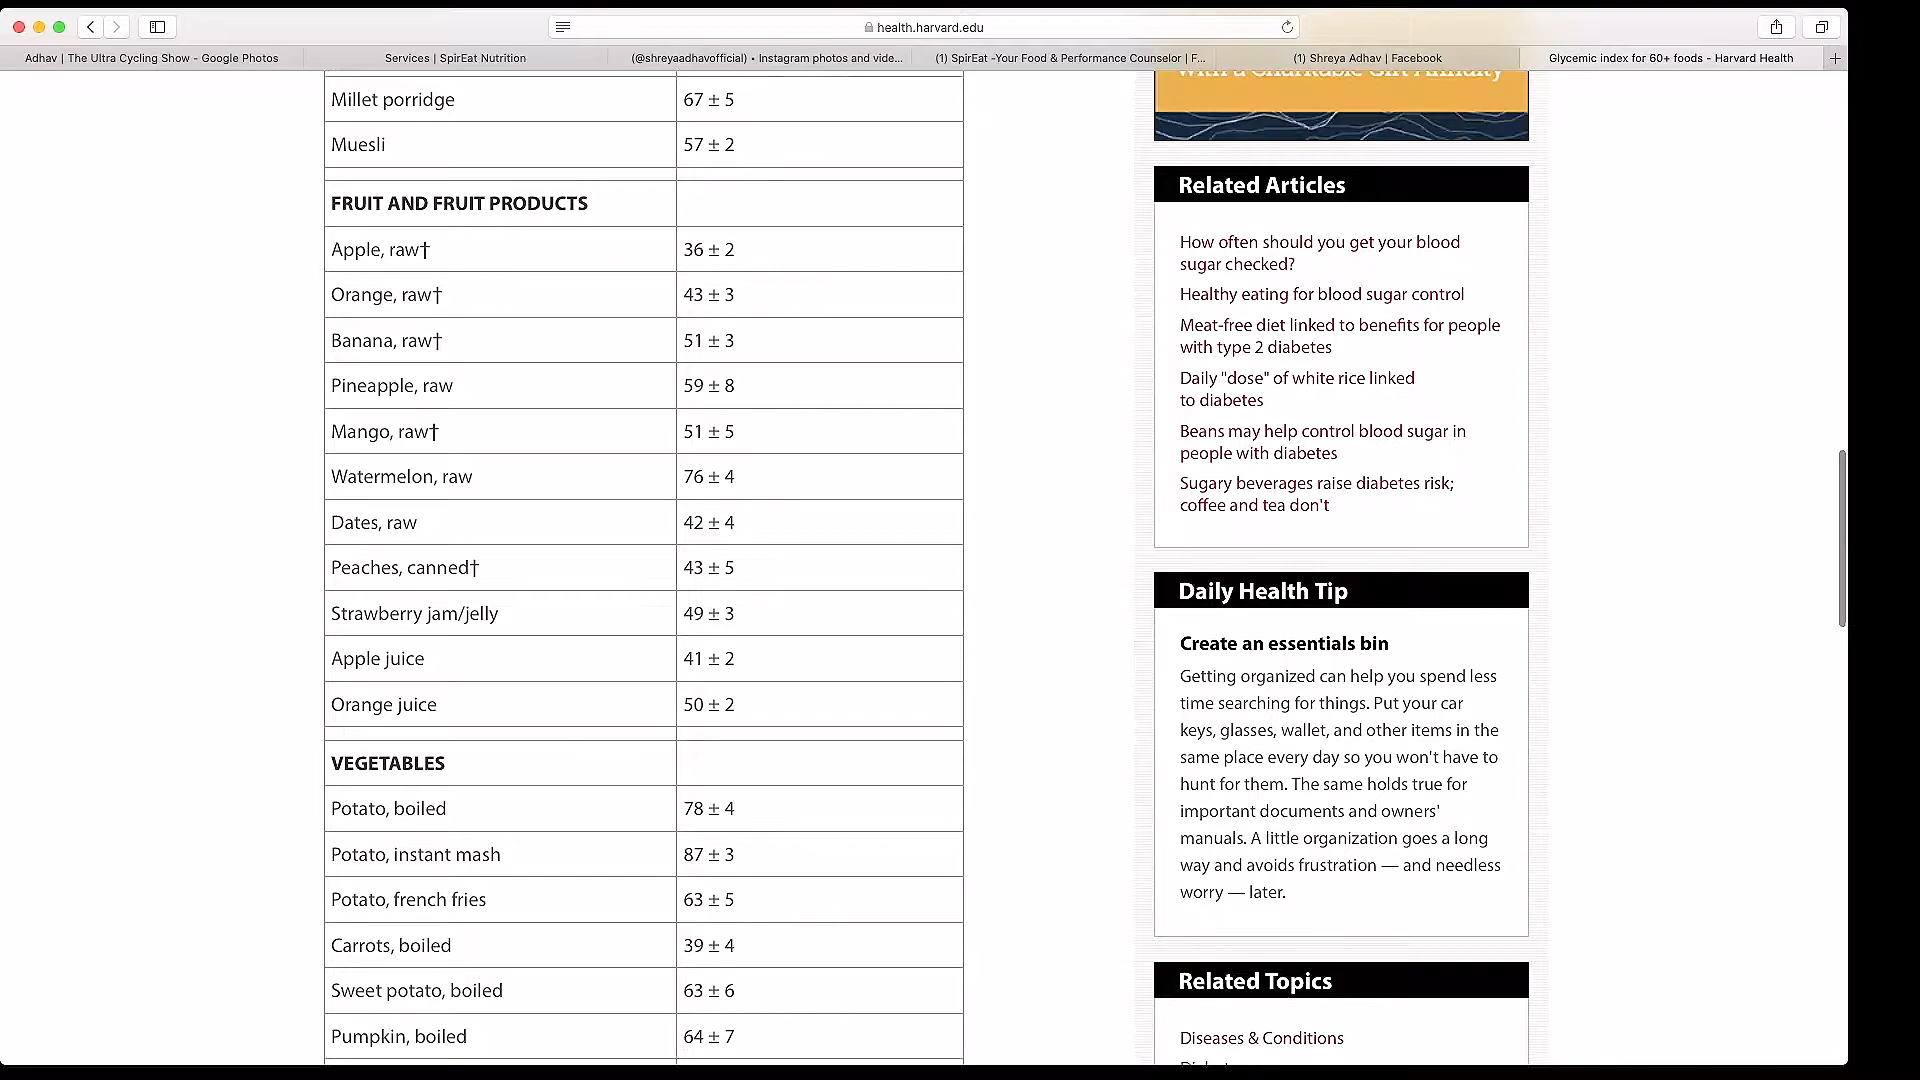 health.harvard.edu
Adhav | The Ultra Cycling Show - Google Photos
Services | SpirEat Nutrition
(@shreyaadhavofficial) • Instagram photos and vide...
(1) SpirEat -Your Food & Performance Counselor | F...
(1) Shreya Adhav | Facebook
Glycemic index for 60+ foods - Harvard Health
with a Charitable Gift Annuity
Millet porridge 67 ± 5
Muesli 57 ± 2
FRUIT AND FRUIT PRODUCTS
Apple, raw† 36 ± 2
Orange, raw† 43 ± 3
Banana, raw† 51 ± 3
Pineapple, raw 59 ± 8
Mango, raw† 51 ± 5
Watermelon, raw 76 ± 4
Dates, raw 42 ± 4
Peaches, canned† 43 ± 5
Strawberry jam/jelly 49 ± 3
Apple juice 41 ± 2
Orange juice 50 ± 2
VEGETABLES
Potato, boiled 78 ± 4
Potato, instant mash 87 ± 3
Potato, french fries 63 ± 5
Carrots, boiled 39 ± 4
Sweet potato, boiled 63 ± 6
Pumpkin, boiled 64 ± 7
Related Articles
How often should you get your blood
sugar checked?
Healthy eating for blood sugar control
Meat-free diet linked to benefits for people
with type 2 diabetes
Daily "dose" of white rice linked
to diabetes
Beans may help control blood sugar in
people with diabetes
Sugary beverages raise diabetes risk;
coffee and tea don't
Daily Health Tip
Create an essentials bin
Getting organized can help you spend less
time searching for things. Put your car
keys, glasses, wallet, and other items in the
same place every day so you won't have to
hunt for them. The same holds true for
important documents and owners'
manuals. A little organization goes a long
way and avoids frustration — and needless
worry — later.
Related Topics
Diseases & Conditions